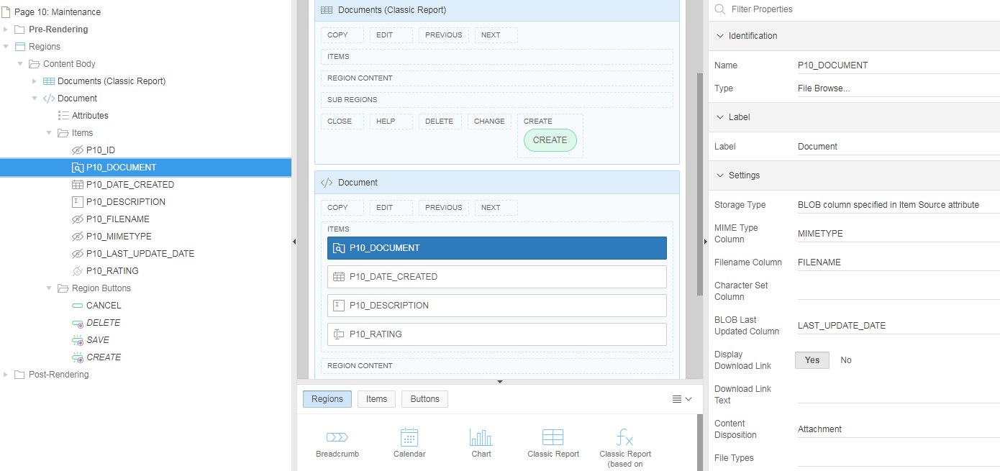 Page 10: Maintenance
Pre-Rendering
Regions
Content Body
Documents (Classic Report)
Document
Attributes
Items
P10_ID
P10_DOCUMENT
P10_DATE_CREATED
P10_DESCRIPTION
P10_FILENAME
P10_MIMETYPE
P10_LAST_UPDATE_DATE
P10_RATING
Region Buttons
CANCEL
DELETE
SAVE
CREATE
Post-Rendering
Documents (Classic Report)
COPY EDIT PREVIOUS NEXT
ITEMS
REGION CONTENT
SUB REGIONS
CLOSE HELP DELETE CHANGE CREATE
CREATE
Document
COPY EDIT PREVIOUS NEXT
ITEMS
P10_DOCUMENT
P10_DATE_CREATED
P10_DESCRIPTION
P10_RATING
REGION CONTENT
Regions Items Buttons
Breadcrumb Calendar Chart Classic Report Classic Report
(based on
Filter Properties
Identification
Name P10_DOCUMENT
Type File Browse...
Label
Label Document
Settings
Storage Type BLOB column specified in Item Source attribute
MIME Type
Column MIMETYPE
Filename Column FILENAME
Character Set
Column
BLOB Last
Updated Column LAST_UPDATE_DATE
Display
Download Link Yes No
Download Link
Text
Content
Disposition Attachment
File Types